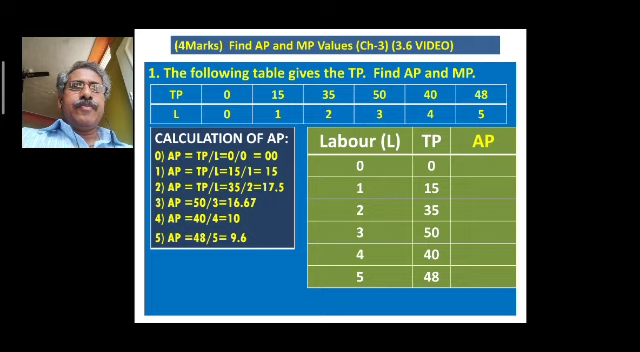 (4Marks) Find AP and MP Values (Ch-3) (3.6 VIDEO)
1. The following table gives the TP. Find AP and MP.
TP 0 15 35 50 40 48
L 0 1 2 3 4 5
CALCULATION OF AP:
0) AP = TP/L=0/0 = 00
1) AP = TP/L=15/1= 15
2) AP = TP/L=35/2=17.5
3) AP =50/3=16.67
4) AP =40/4=10
5) AP =48/5= 9.6
Labour (L) TP AP
0 0
1 15
2 35
3 50
4 40
5 48